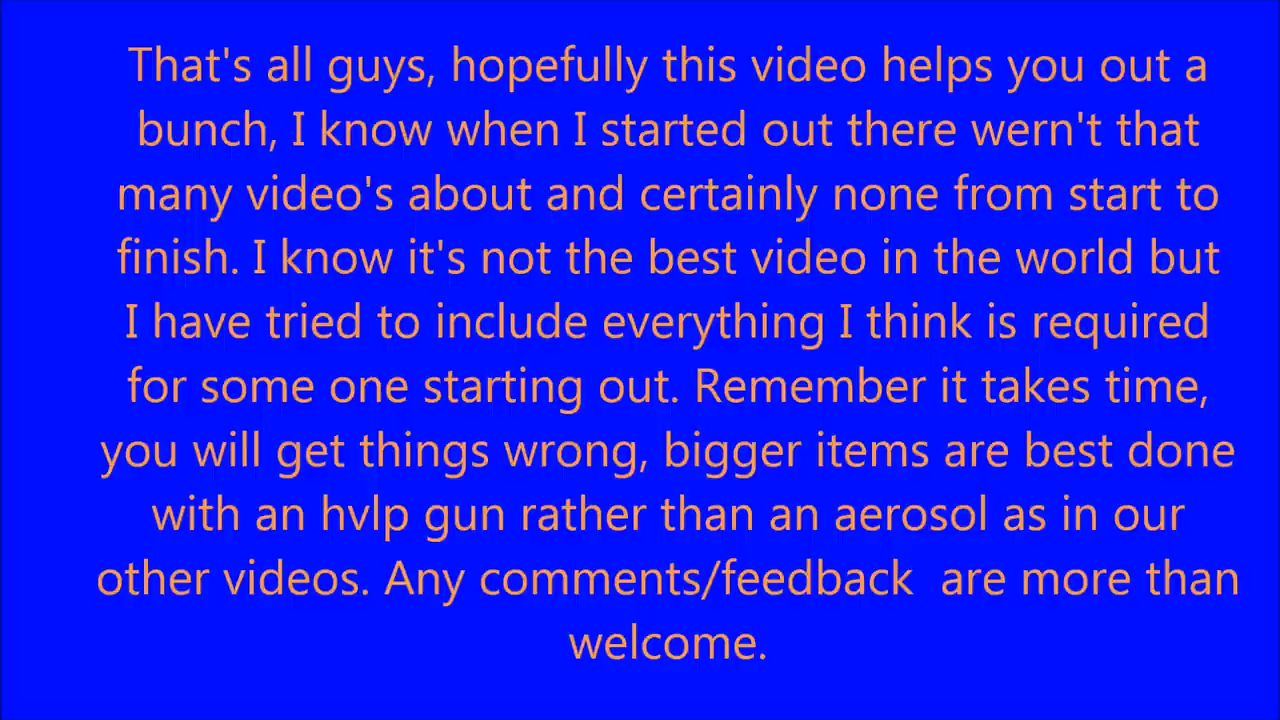 That's all guys, hopefully this video helps you out a
bunch, I know when I started out there wern't that
many video's about and certainly none from start to
finish. I know it's not the best video in the world but
I have tried to include everything I think is required
for some one starting out. Remember it takes time,
you will get things wrong, bigger items are best done
with an hvlp gun rather than an aerosol as in our
other videos. Any comments/feedback  are more than
welcome.